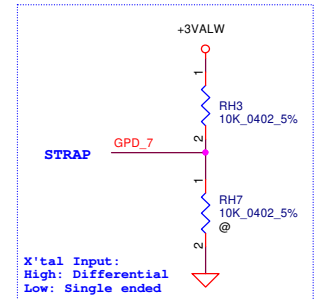 +3VALW
1
RH3
10K_0402_5%
2
GPD_7
STRAP
1
RH7
10K_0402_5%
@
2
X'tal Input:
High: Differential
Low: Single ended